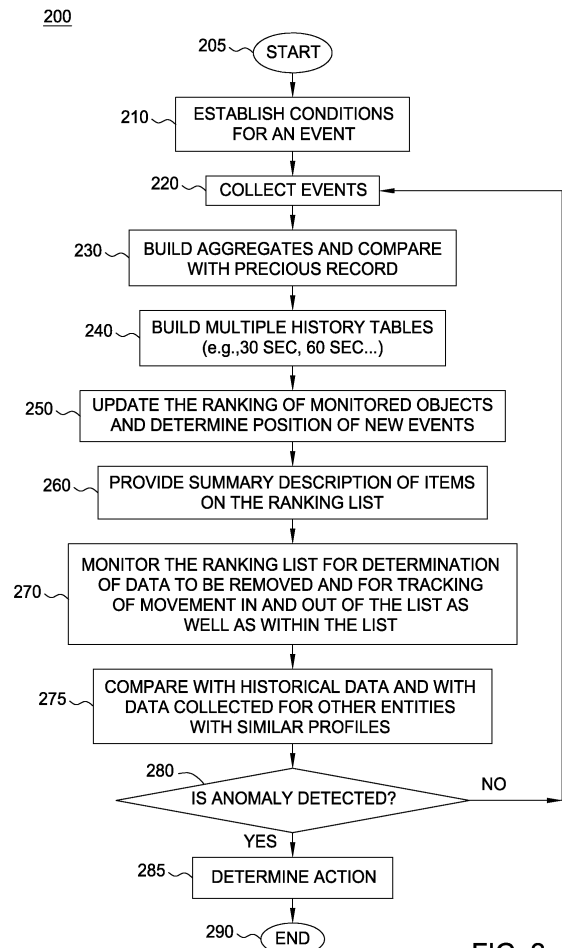 200
205
START
210
ESTABLISH CONDITIONS
FOR AN EVENT
220
COLLECT EVENTS
230
BUILD AGGREGATES AND COMPARE
WITH PRECIOUS RECORD
240
BUILD MULTIPLE HISTORY TABLES
(e.g.,30 SEC, 60 SEC...)
250
UPDATE THE RANKING OF MONITORED OBJECTS
AND DETERMINE POSITION OF NEW EVENTS
260
PROVIDE SUMMARY DESCRIPTION OF ITEMS
ON THE RANKING LIST
270
MONITOR THE RANKING LIST FOR DETERMINATION
OF DATA TO BE REMOVED AND FOR TRACKING
OF MOVEMENT IN AND OUT OF THE LIST AS
WELL AS WITHIN THE LIST
275
COMPARE WITH HISTORICAL DATA AND WITH
DATA COLLECTED FOR OTHER ENTITIES
WITH SIMILAR PROFILES
280
IS ANOMALY DETECTED?
NO
YES
285
DETERMINE ACTION
290
END